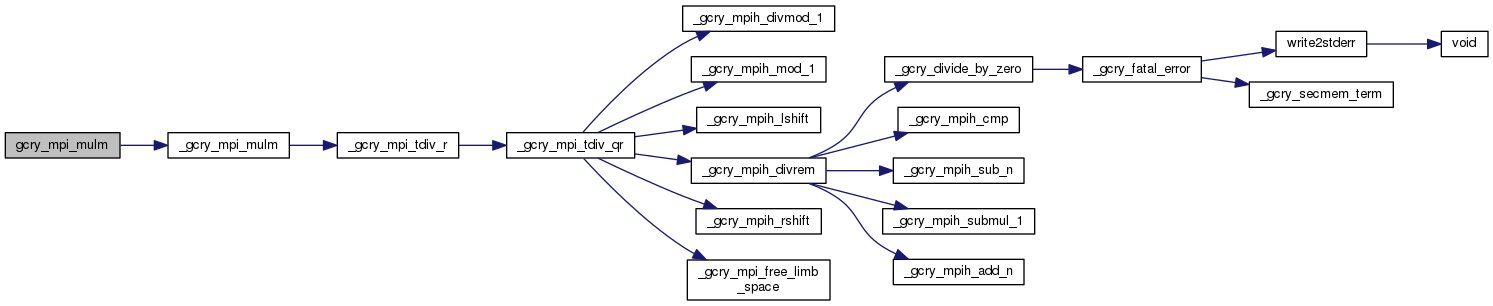 gcry_mpi_mulm
_gcry_mpi_mulm
_gcry_mpi_tdiv_r
_gcry_mpi_tdiv_qr
_gcry_mpih_divmod_1
_gcry_mpih_mod_1
_gcry_mpih_lshift
_gcry_mpih_divrem
_gcry_mpih_rshift
_gcry_mpi_free_limb
_space
_gcry_divide_by_zero
_gcry_mpih_cmp
_gcry_mpih_sub_n
_gcry_mpih_submul_1
_gcry_mpih_add_n
_gcry_fatal_error
write2stderr
_gcry_secmem_term
void